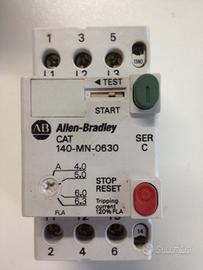 1 3 5
L1 L2 L3
◄ TEST
START
AB Allen-Bradley
CAT
140-MN-0630
SER
C
A 4.0
5.0
STOP
RESET
6.0
6.3
FLA
Tripping
current
120% FLA
14
2 4 6